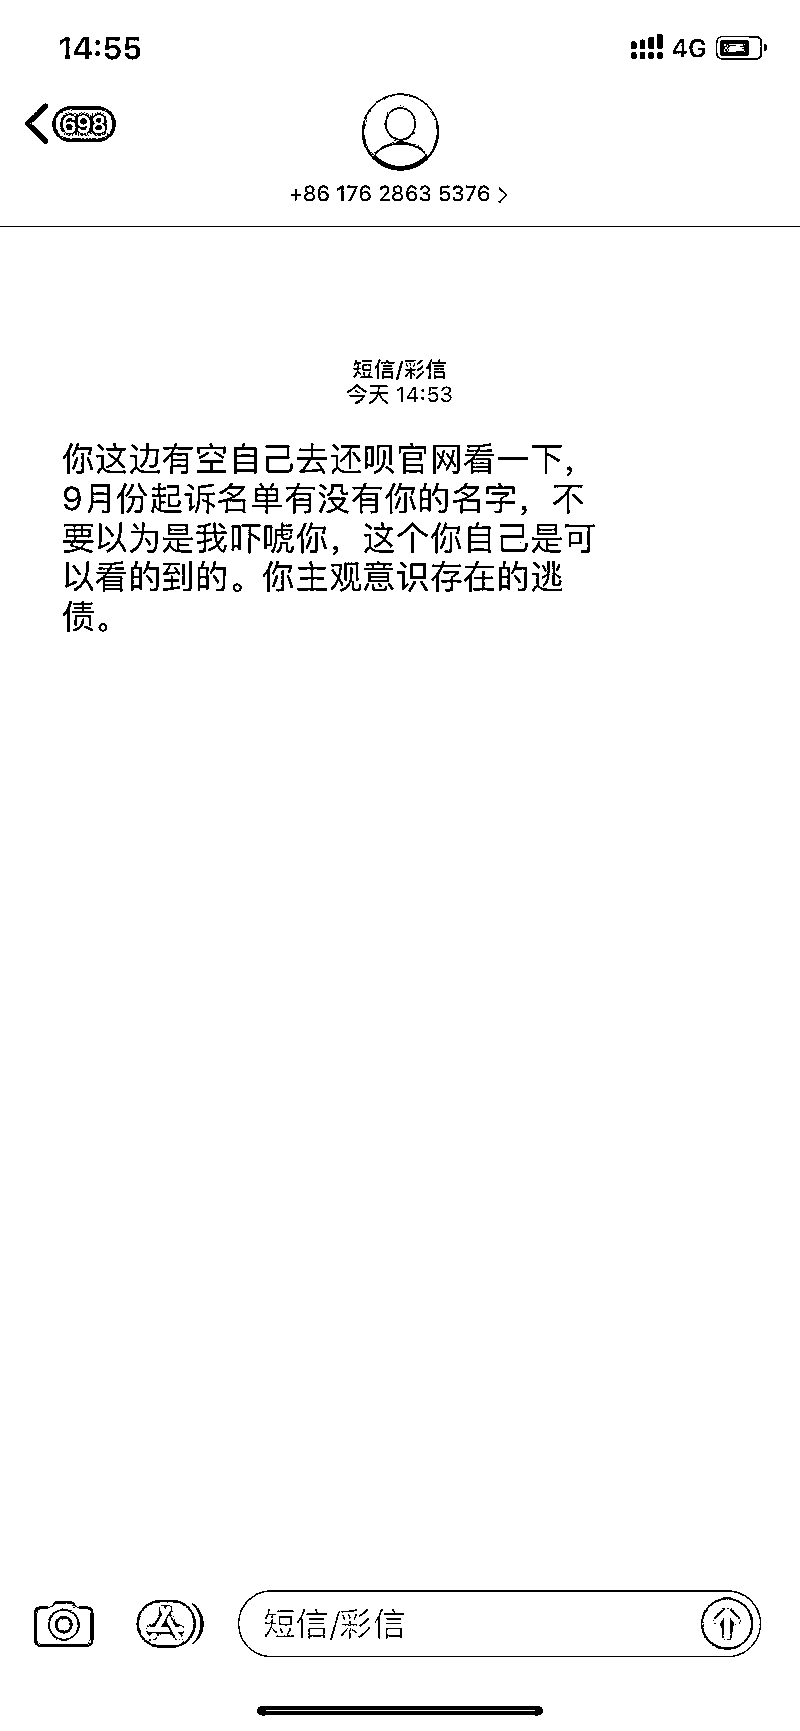 14:55
4G
698
+86 176 2863 5376 >
短信/彩信
今天 14:53
你这边有空自己去还呗官网看一下，
9月份起诉名单有没有你的名字，不
要以为是我吓唬你，这个你自己是可
以看的到的。你主观意识存在的逃
债。
短信/彩信